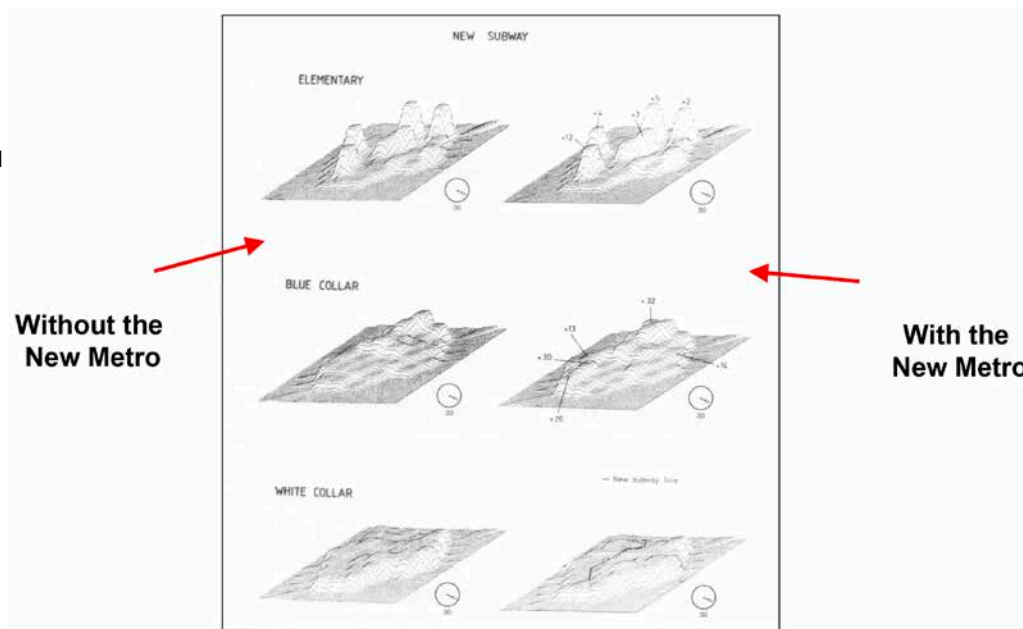 NEW SUBWAY
ELEMENTARY
+5
+2
+4
+3
+12
30
30
Without the
New Metro
BLUE COLLAR
+32
+13
+30
+14
+25
30
30
With the
New Metro
WHITE COLLAR
— New subway line
30
30